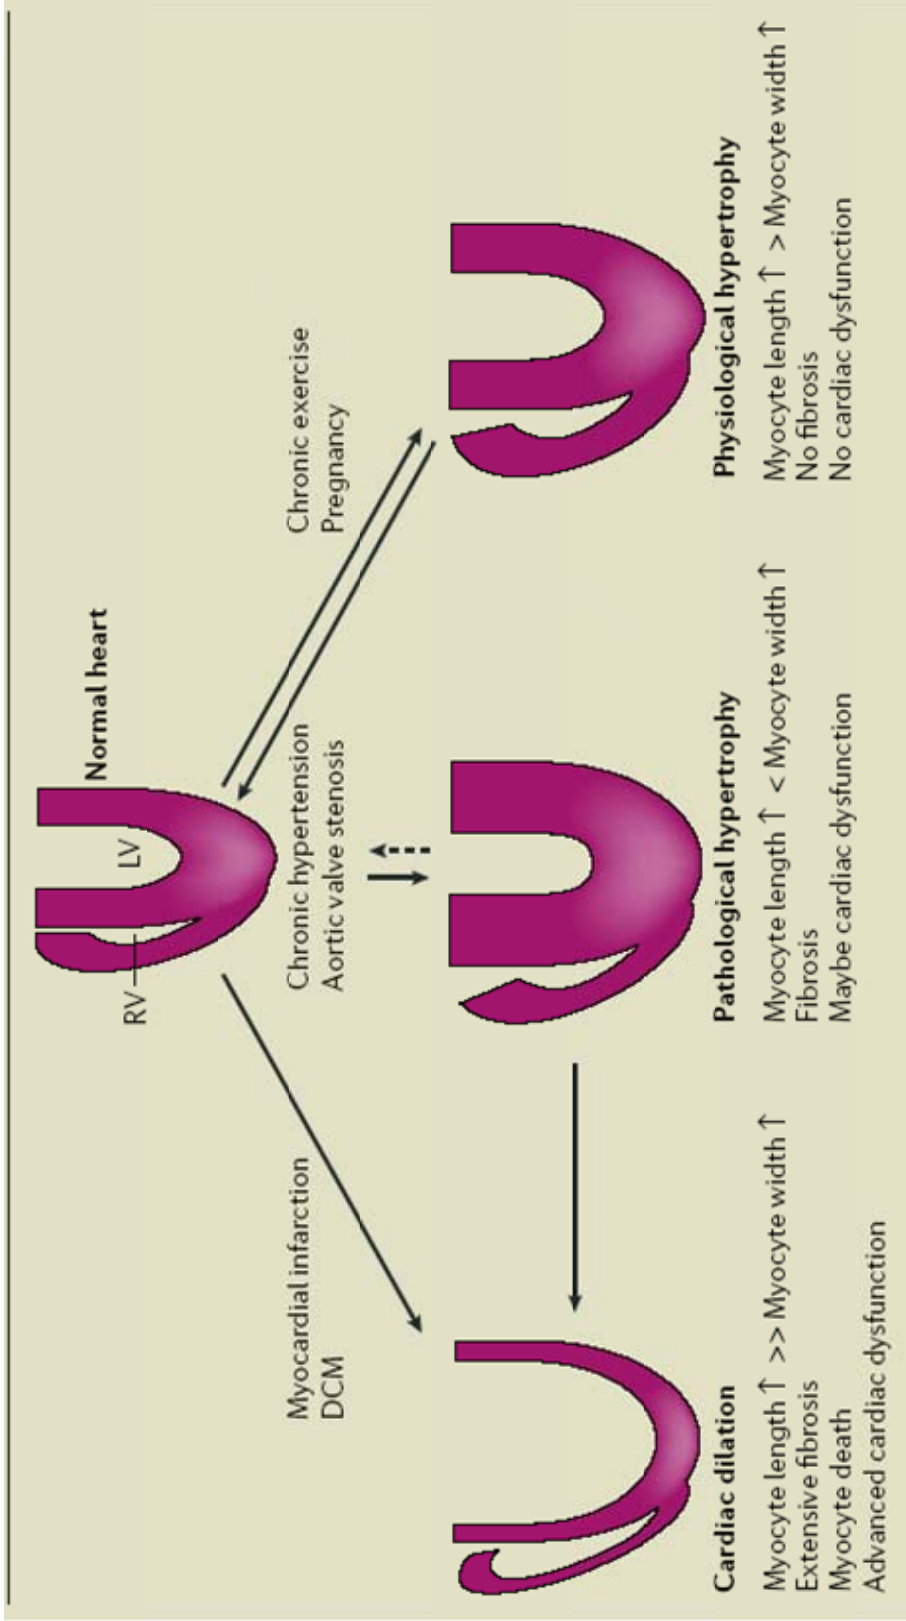 Normal heart
RV
LV
Myocardial infarction
DCM
Chronic hypertension
Aortic valve stenosis
Chronic exercise
Pregnancy
Cardiac dilation
Myocyte length ↑ >> Myocyte width ↑
Extensive fibrosis
Myocyte death
Advanced cardiac dysfunction
Pathological hypertrophy
Myocyte length ↑ < Myocyte width ↑
Fibrosis
Maybe cardiac dysfunction
Physiological hypertrophy
Myocyte length ↑ > Myocyte width ↑
No fibrosis
No cardiac dysfunction